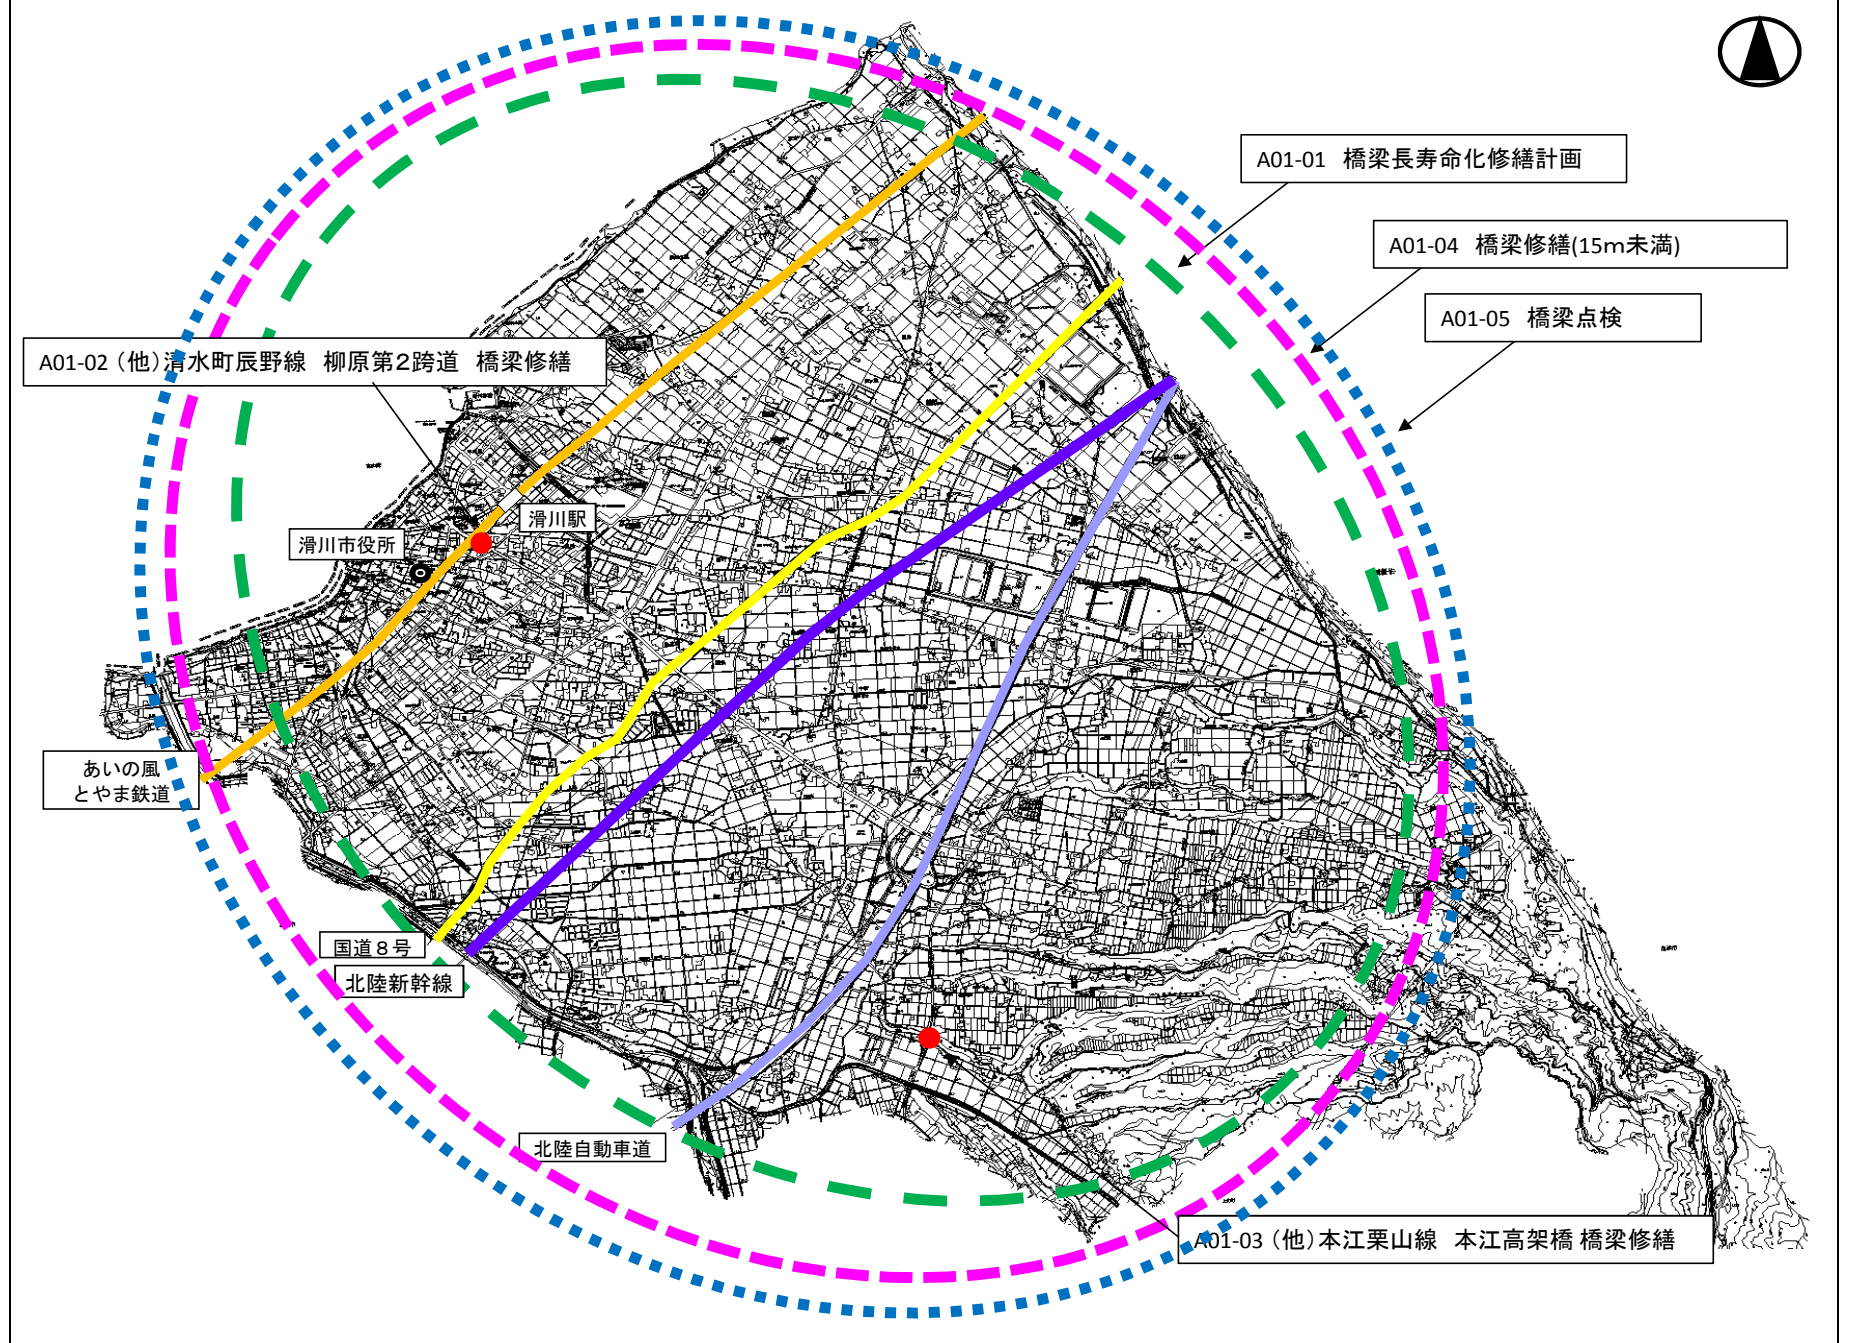 A01-01 橋梁長寿命化修繕計画
A01-04 橋梁修繕(15m未満)
A01-05 橋梁点検
A01-02 (他)清水町辰野線 柳原第2跨道 橋梁修繕
滑川駅
滑川市役所
あいの風
とやま鉄道
国道8号
北陸新幹線
北陸自動車道
A01-03 (他)本江栗山線 本江高架橋 橋梁修繕